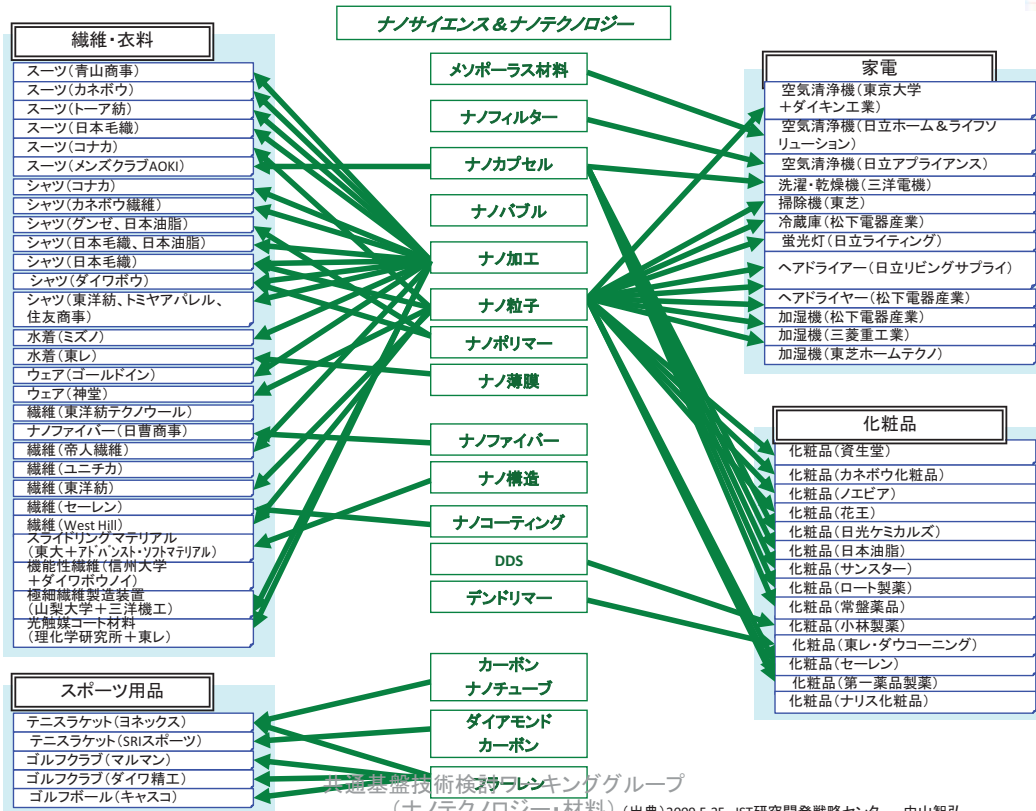 ナノサイエンス＆ナノテクノロジー
繊維・衣料
スーツ（青山商事）
スーツ（カネボウ）
スーツ（トーア紡）
スーツ（日本毛織）
スーツ（コナカ）
スーツ（メンズクラブAOKI）
シャツ（コナカ）
シャツ（カネボウ繊維）
シャツ（グンゼ、日本油脂）
シャツ（日本毛織、日本油脂）
シャツ（日本毛織）
シャツ（ダイワボウ）
シャツ（東洋紡、トミヤアパレル、
住友商事）
水着（ミズノ）
水着（東レ）
ウェア（ゴールドイン）
ウェア（神堂）
繊維（東洋紡テクノウール）
ナノファイバー（日曹商事）
繊維（帝人繊維）
繊維（ユニチカ）
繊維（東洋紡）
繊維（セーレン）
繊維（West Hill）
スライドリングマテリアル
（東大＋アドバンスト・ソフトマテリアル）
機能性繊維（信州大学
＋ダイワボウノイ）
極細繊維製造装置
（山梨大学＋三洋機工）
光触媒コート材料
（理化学研究所＋東レ）
スポーツ用品
テニスラケット（ヨネックス）
テニスラケット（SRIスポーツ）
ゴルフクラブ（マルマン）
ゴルフクラブ（ダイワ精工）
ゴルフボール（キャスコ）
メソポーラス材料
ナノフィルター
ナノカプセル
ナノバブル
ナノ加工
ナノ粒子
ナノポリマー
ナノ薄膜
ナノファイバー
ナノ構造
ナノコーティング
DDS
デンドリマー
カーボン
ナノチューブ
ダイアモンド
カーボン
フラーレン
家電
空気清浄機（東京大学
＋ダイキン工業）
空気清浄機（日立ホーム＆ライフソ
リューション）
空気清浄機（日立アプライアンス）
洗濯・乾燥機（三洋電機）
掃除機（東芝）
冷蔵庫（松下電器産業）
蛍光灯（日立ライティング）
ヘアドライアー（日立リビングサプライ）
ヘアドライヤー（松下電器産業）
加湿機（松下電器産業）
加湿機（三菱重工業）
加湿機（東芝ホームテクノ）
化粧品
化粧品（資生堂）
化粧品（カネボウ化粧品）
化粧品（ノエビア）
化粧品（花王）
化粧品（日光ケミカルズ）
化粧品（日本油脂）
化粧品（サンスター）
化粧品（ロート製薬）
化粧品（常盤薬品）
化粧品（小林製薬）
化粧品（東レ・ダウコーニング）
化粧品（セーレン）
化粧品（第一薬品製薬）
化粧品（ナリス化粧品）
共通基盤技術検討ワーキンググループ
（ナノテクノロジー・材料）